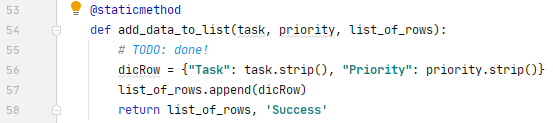 53 @staticmethod
54 def add_data_to_list(task, priority, list_of_rows):
55 # TODO: done!
56 dicRow = {"Task": task.strip(), "Priority": priority.strip()}
57 list_of_rows.append(dicRow)
58 return list_of_rows, 'Success'